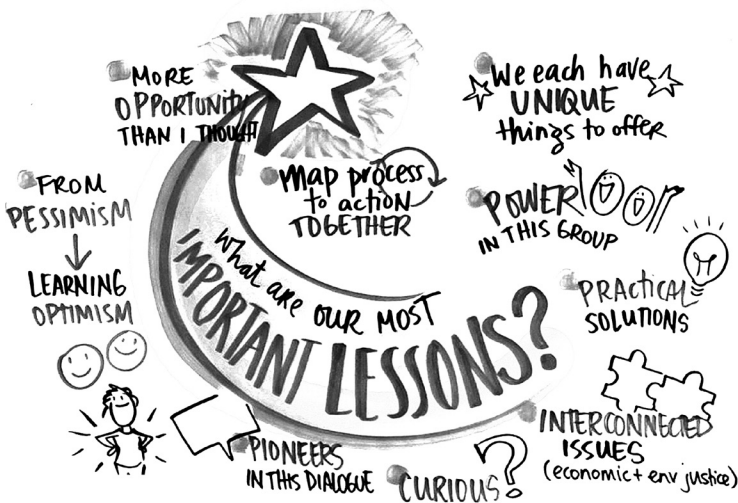 MORE
OPPORTUNITY
THAN I THOUGHT
We each have
UNIQUE
things to offer
map process
to action
TOGETHER
FROM
PESSIMISM
LEARNING
OPTIMISM
POWER
IN THIS GROUP
What are OUR MOST
IMPORTANT LESSONS?
PRACTICAL
SOLUTIONS
INTERCONNECTED
ISSUES
(economic + env justice)
PIONEERS
IN THIS DIALOGUE
CURIOUS?